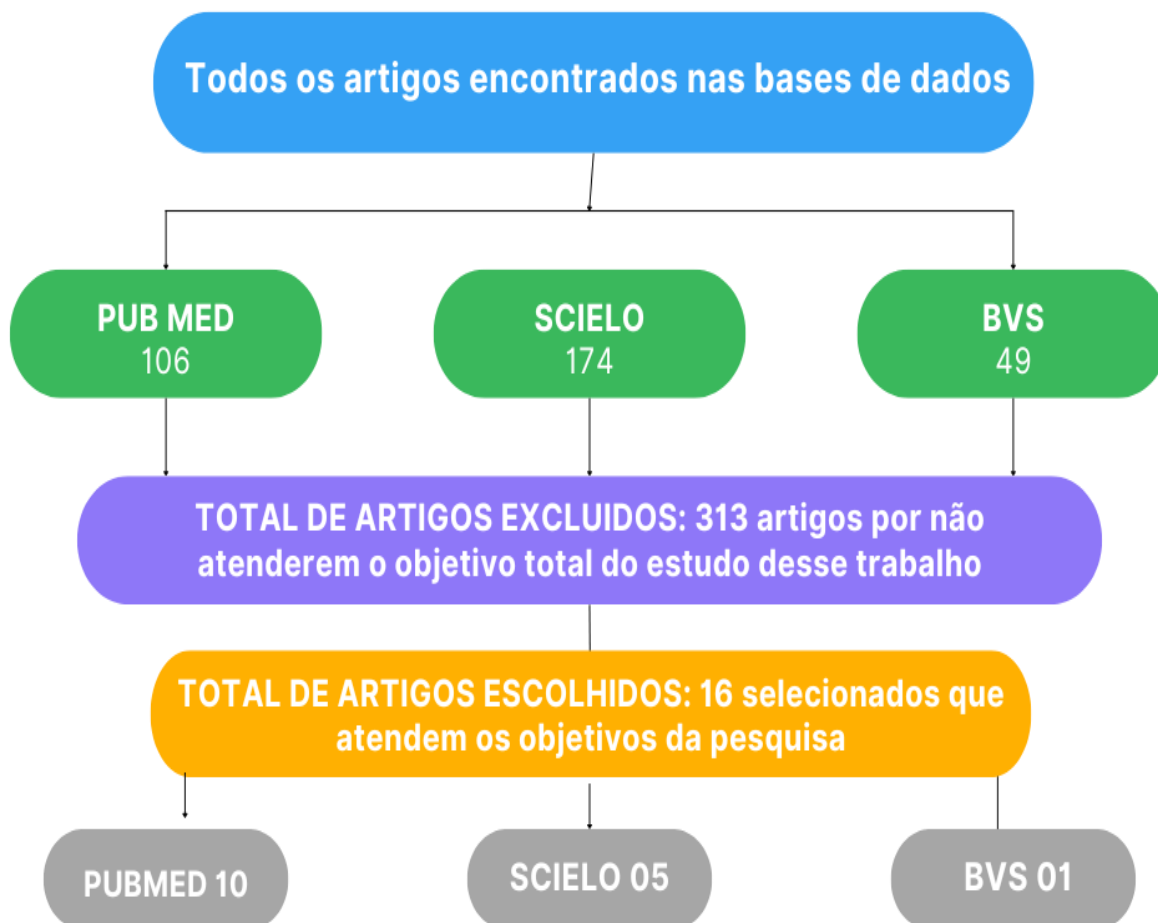 Todos os artigos encontrados nas bases de dados
PUB MED
106
SCIELO
174
BVS
49
TOTAL DE ARTIGOS EXCLUIDOS: 313 artigos por não
atenderem o objetivo total do estudo desse trabalho
TOTAL DE ARTIGOS ESCOLHIDOS: 16 selecionados que
atendem os objetivos da pesquisa
PUBMED 10
SCIELO 05
BVS 01